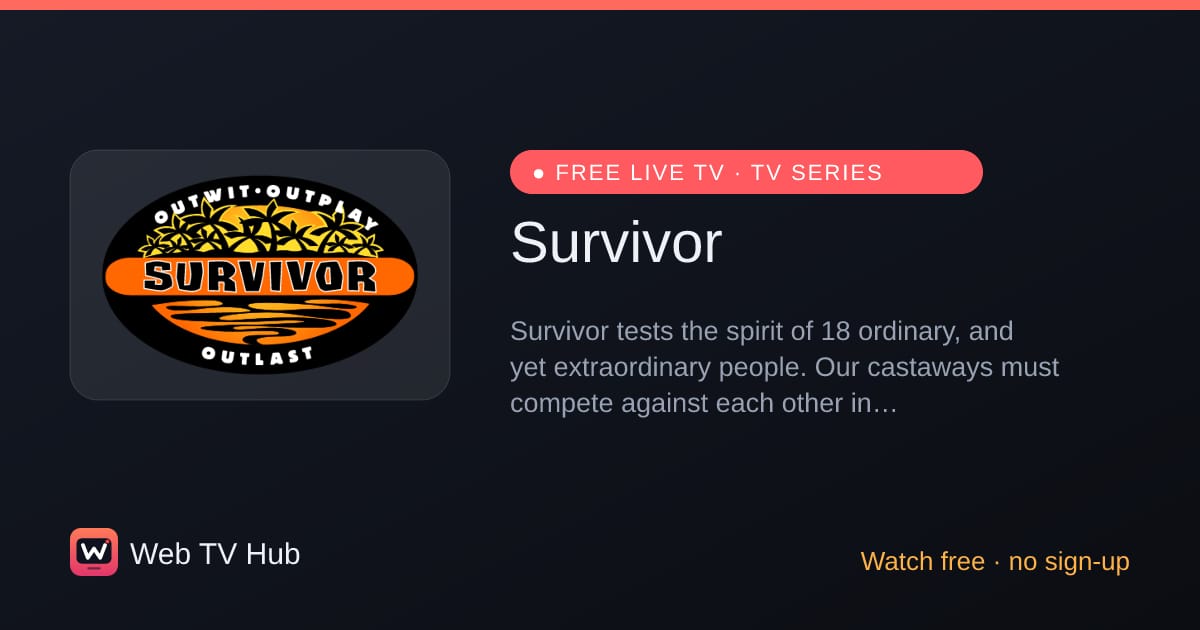 OUTWIT·OUTPLAY
SURVIVOR
OUTLAST
● FREE LIVE TV · TV SERIES
Survivor
Survivor tests the spirit of 18 ordinary, and
yet extraordinary people. Our castaways must
compete against each other in…
W
Web TV Hub
Watch free · no sign-up